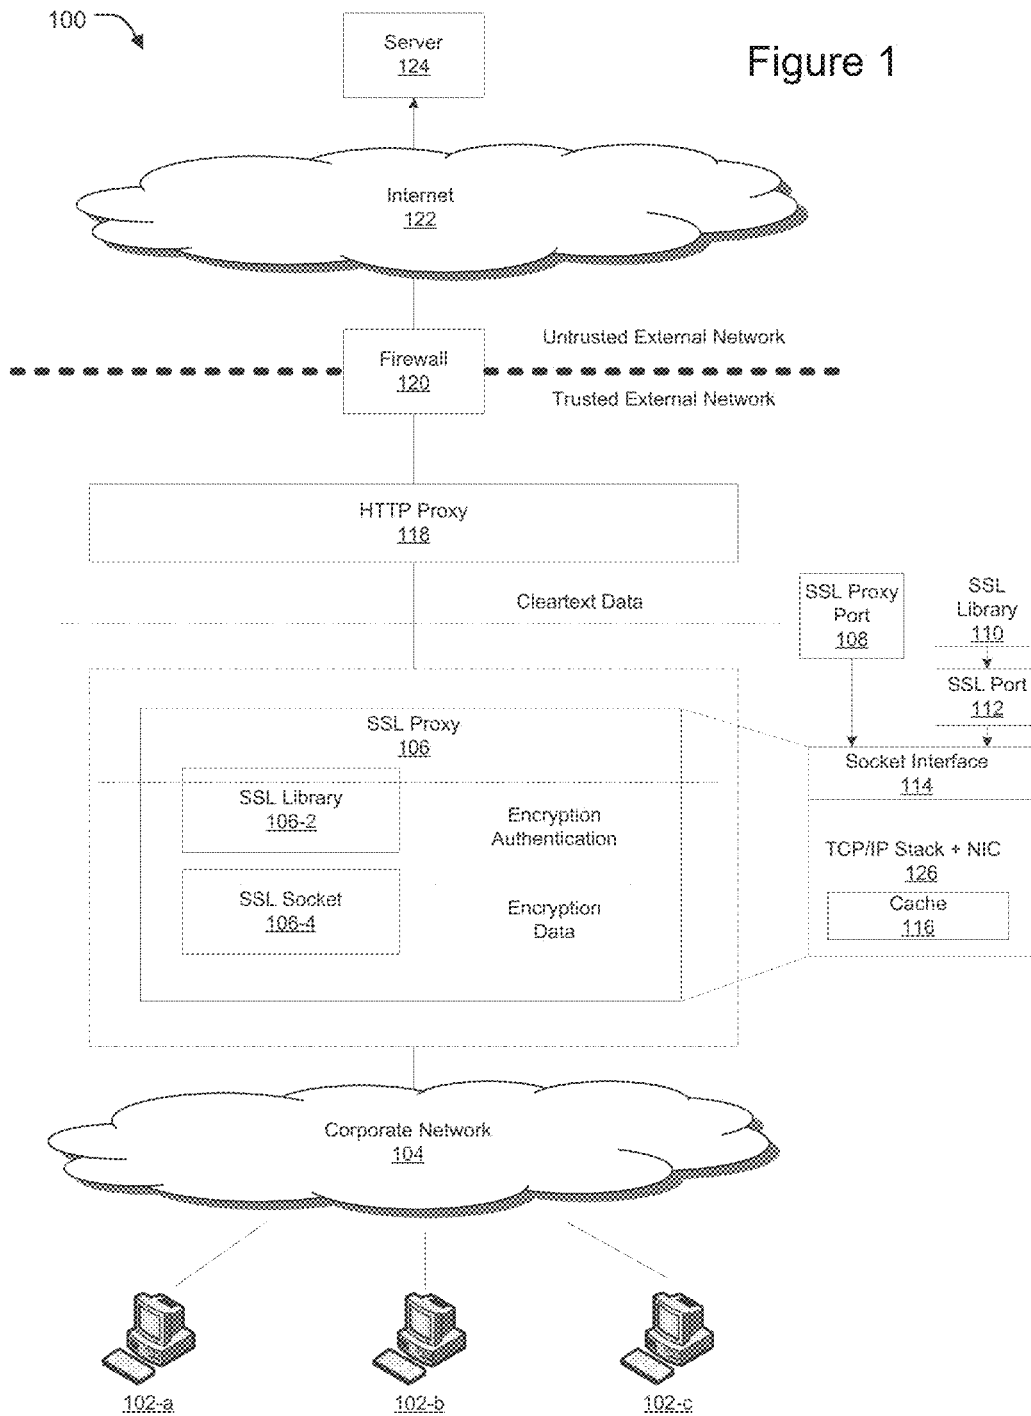 100
Server
124
Figure 1
Internet
122
Untrusted External Network
Firewall
120
Trusted External Network
HTTP Proxy
118
Cleartext Data
SSL Proxy
Port
108
SSL
Library
110
SSL Port
112
SSL Proxy
106
Socket Interface
114
SSL Library
106-2
Encryption
Authentication
TCP/IP Stack + NIC
126
SSL Socket
106-4
Encryption
Data
Cache
116
Corporate Network
104
102-a
102-b
102-c